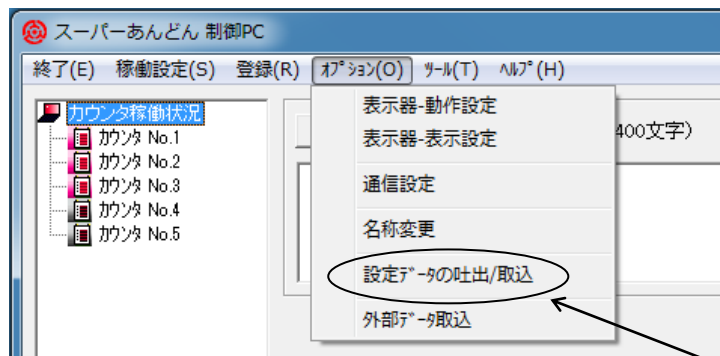 スーパーあんどん 制御PC
終了(E) 稼働設定(S) 登録(R) ｵﾌﾟｼｮﾝ(O) ﾂｰﾙ(T) ﾍﾙﾌﾟ(H)
カウンタ稼働状況
ｶｳﾝﾀ No.1
ｶｳﾝﾀ No.2
ｶｳﾝﾀ No.3
ｶｳﾝﾀ No.4
ｶｳﾝﾀ No.5
表示器-動作設定
表示器-表示設定
通信設定
名称変更
設定ﾃﾞｰﾀの吐出/取込
外部ﾃﾞｰﾀ取込
400文字）